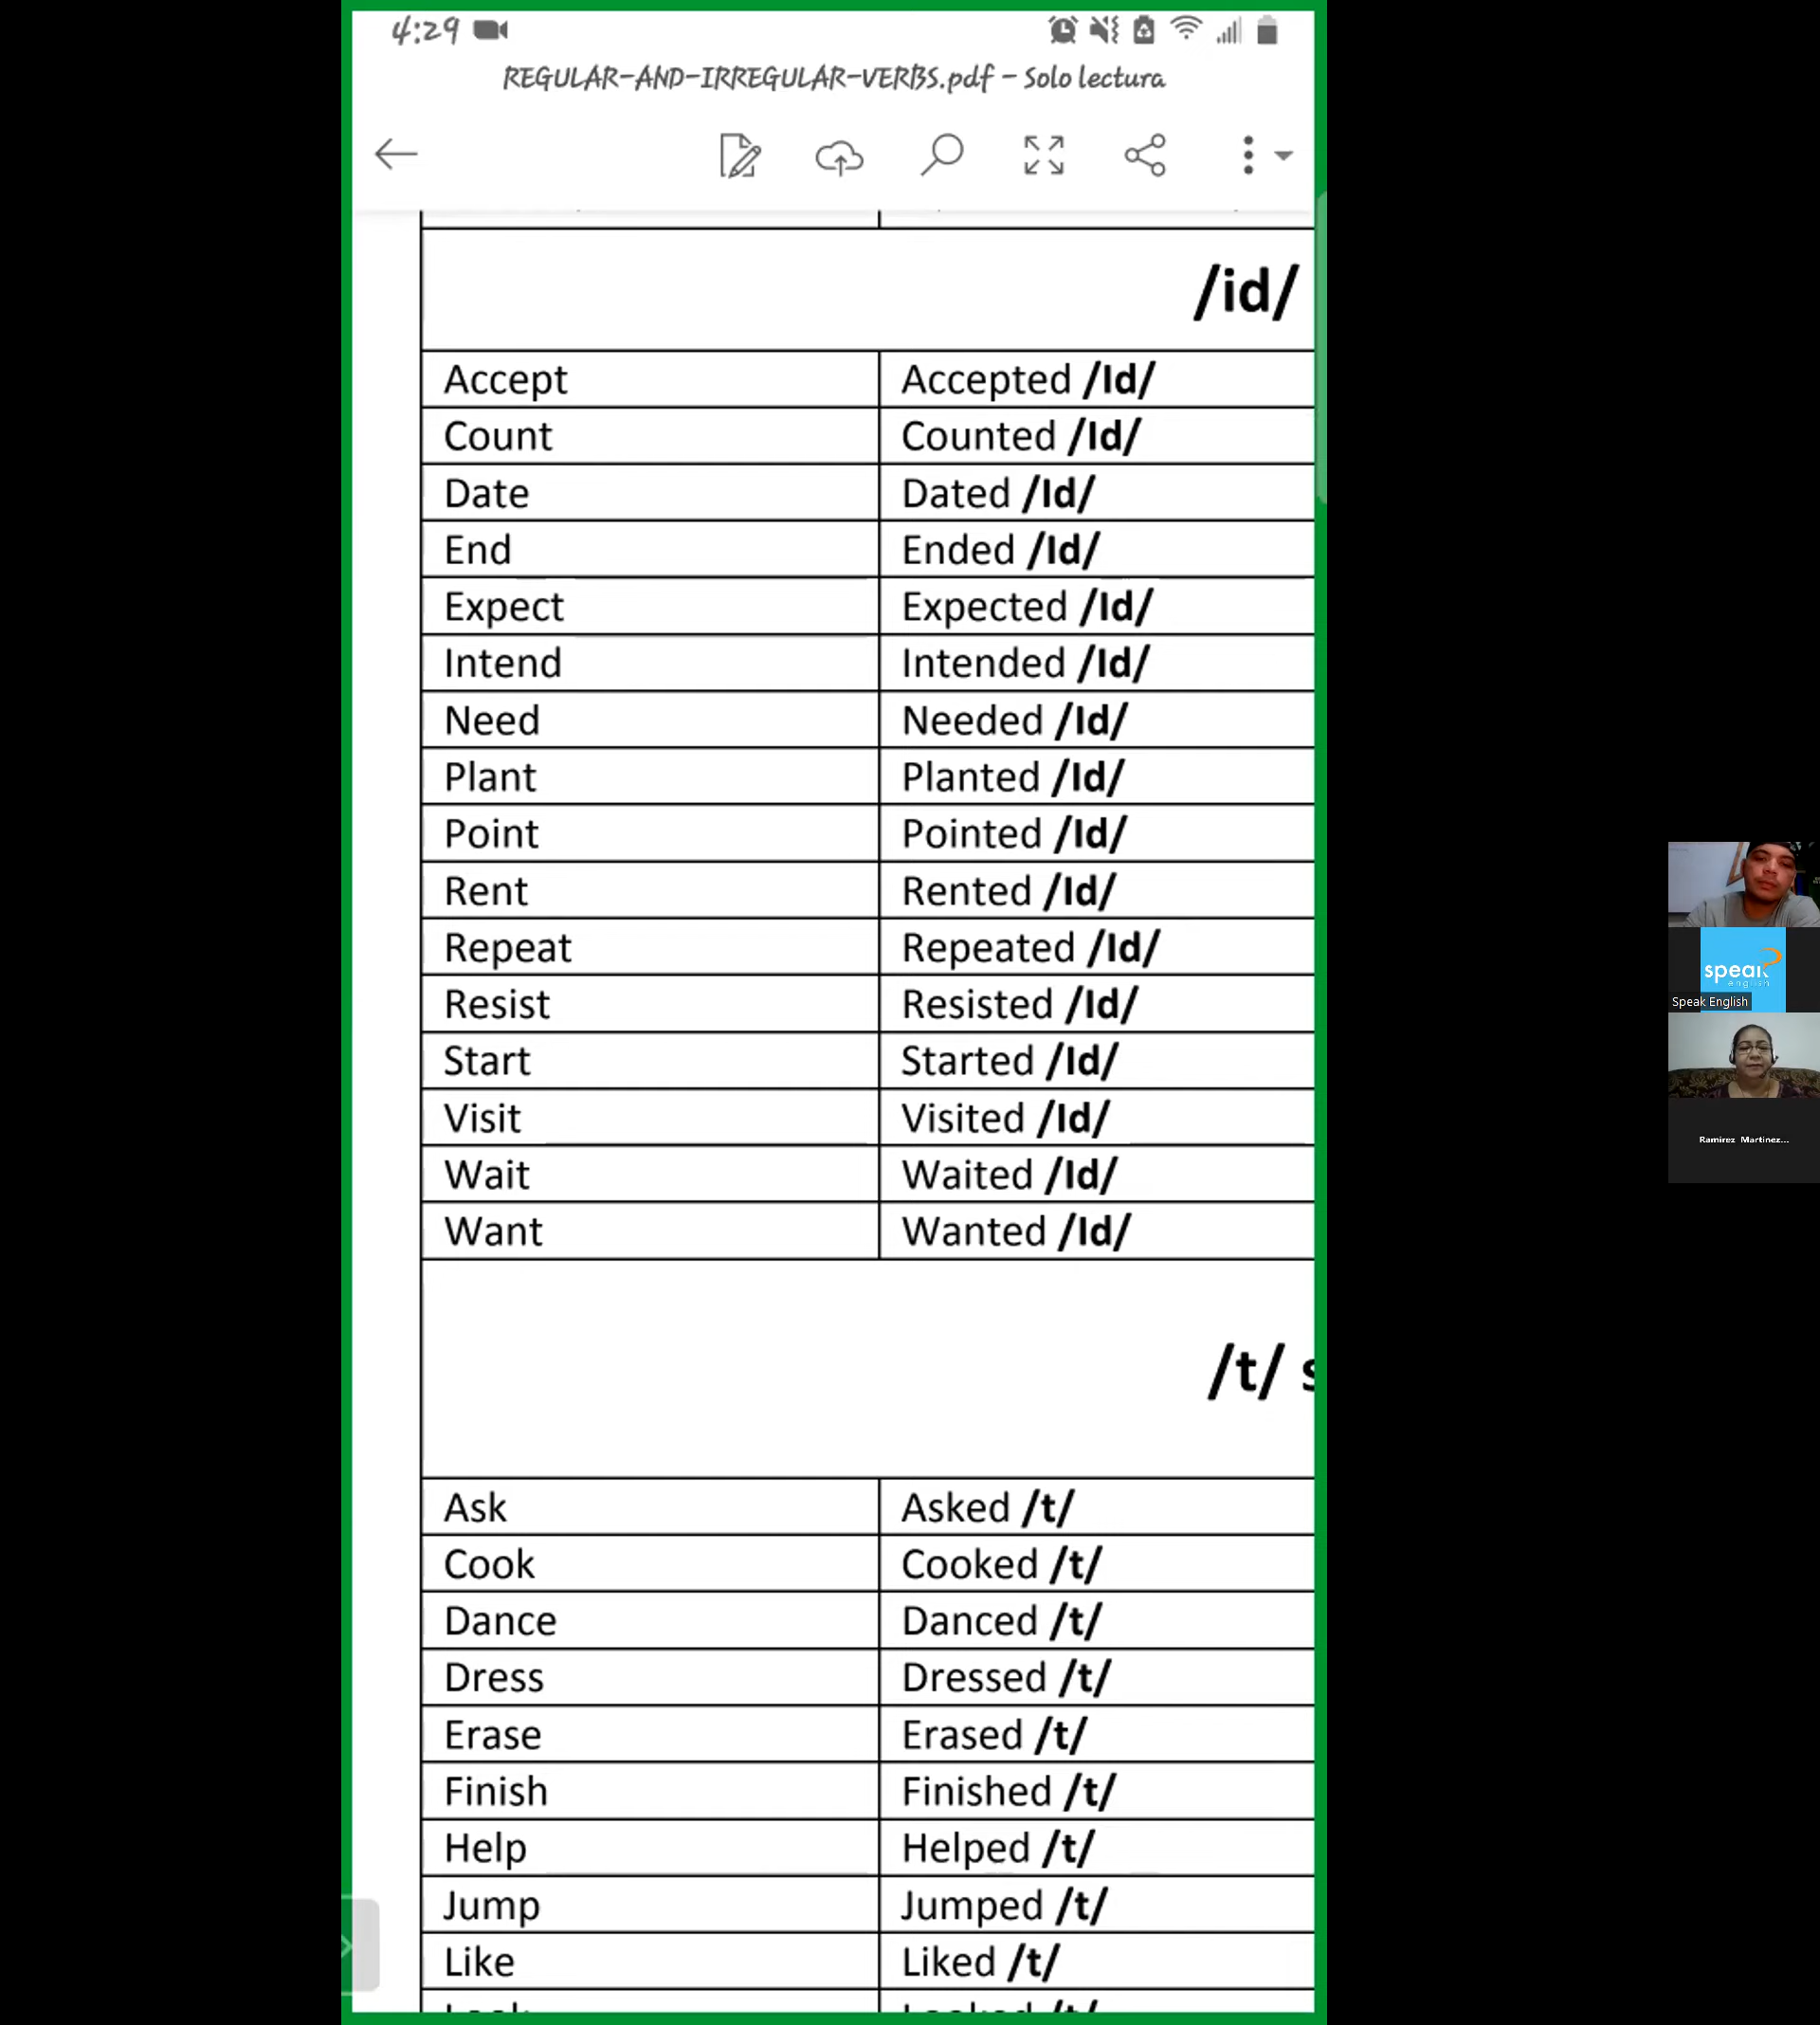 4:29
REGULAR-AND-IRREGULAR-VERBS.pdf - Solo lectura
/id/
Accept Accepted /Id/
Count Counted /Id/
Date Dated /Id/
End Ended /Id/
Expect Expected /Id/
Intend Intended /Id/
Need Needed /Id/
Plant Planted /Id/
Point Pointed /Id/
Rent Rented /Id/
Repeat Repeated /Id/
Resist Resisted /Id/
Start Started /Id/
Visit Visited /Id/
Wait Waited /Id/
Want Wanted /Id/
/t/ s
Ask Asked /t/
Cook Cooked /t/
Dance Danced /t/
Dress Dressed /t/
Erase Erased /t/
Finish Finished /t/
Help Helped /t/
Jump Jumped /t/
Like Liked /t/
speak
english
Speak English
Ramirez Martinez...